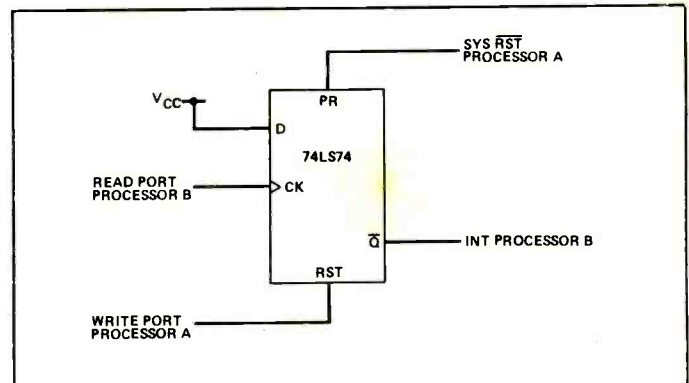 SYS RST
PROCESSOR A
VCC
PR
D
74LS74
READ PORT
PROCESSOR B
CK
Q
INT PROCESSOR B
RST
WRITE PORT
PROCESSOR A